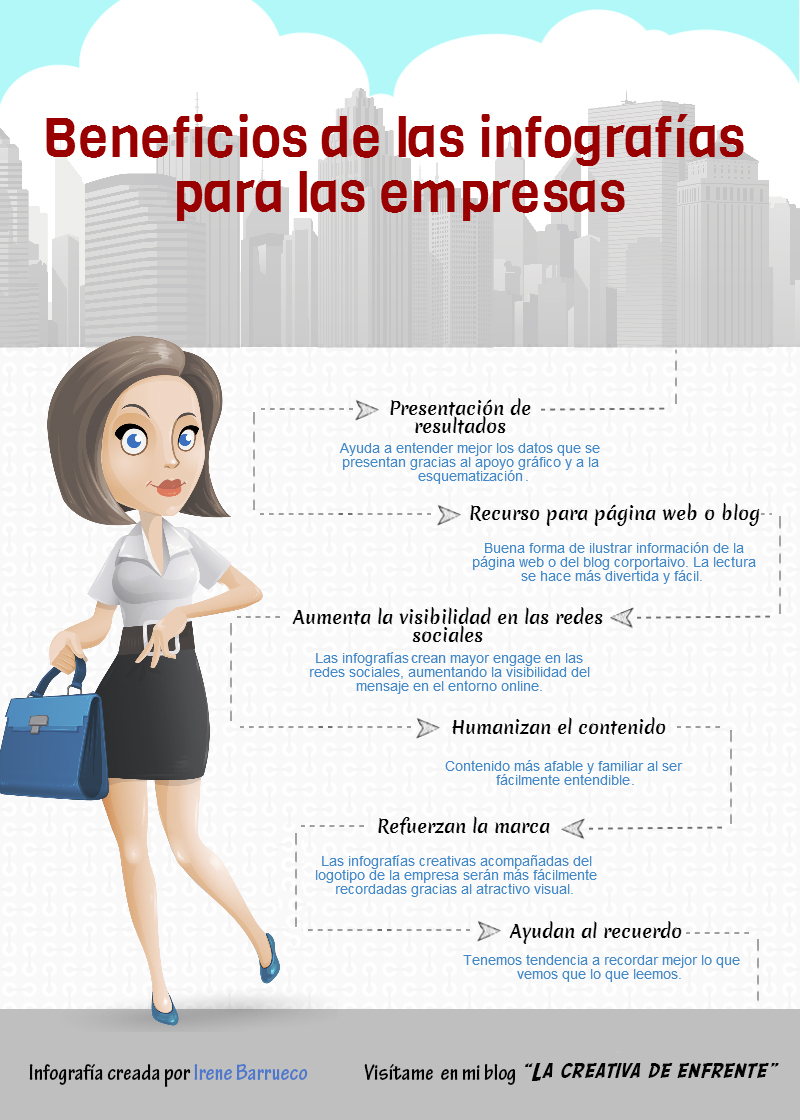 Beneficios de las infografías
para las empresas
Presentación de
resultados
Ayuda a entender mejor los datos que se
presentan gracias al apoyo gráfico y a la
esquematización.
Recurso para página web o blog
Buena forma de ilustrar información de la
página web o del blog corportaivo. La lectura
se hace más divertida y fácil.
Aumenta la visibilidad en las redes
sociales
Las infografías crean mayor engage en las
redes sociales, aumentando la visibilidad del
mensaje en el entorno online.
Humanizan el contenido
Contenido más afable y familiar al ser
fácilmente entendible.
Refuerzan la marca
Las infografías creativas acompañadas del
logotipo de la empresa serán más fácilmente
recordadas gracias al atractivo visual.
Ayudan al recuerdo
Tenemos tendencia a recordar mejor lo que
vemos que lo que leemos.
Infografía creada por Irene Barrueco
Visítame en mi blog "LA CREATIVA DE ENFRENTE"